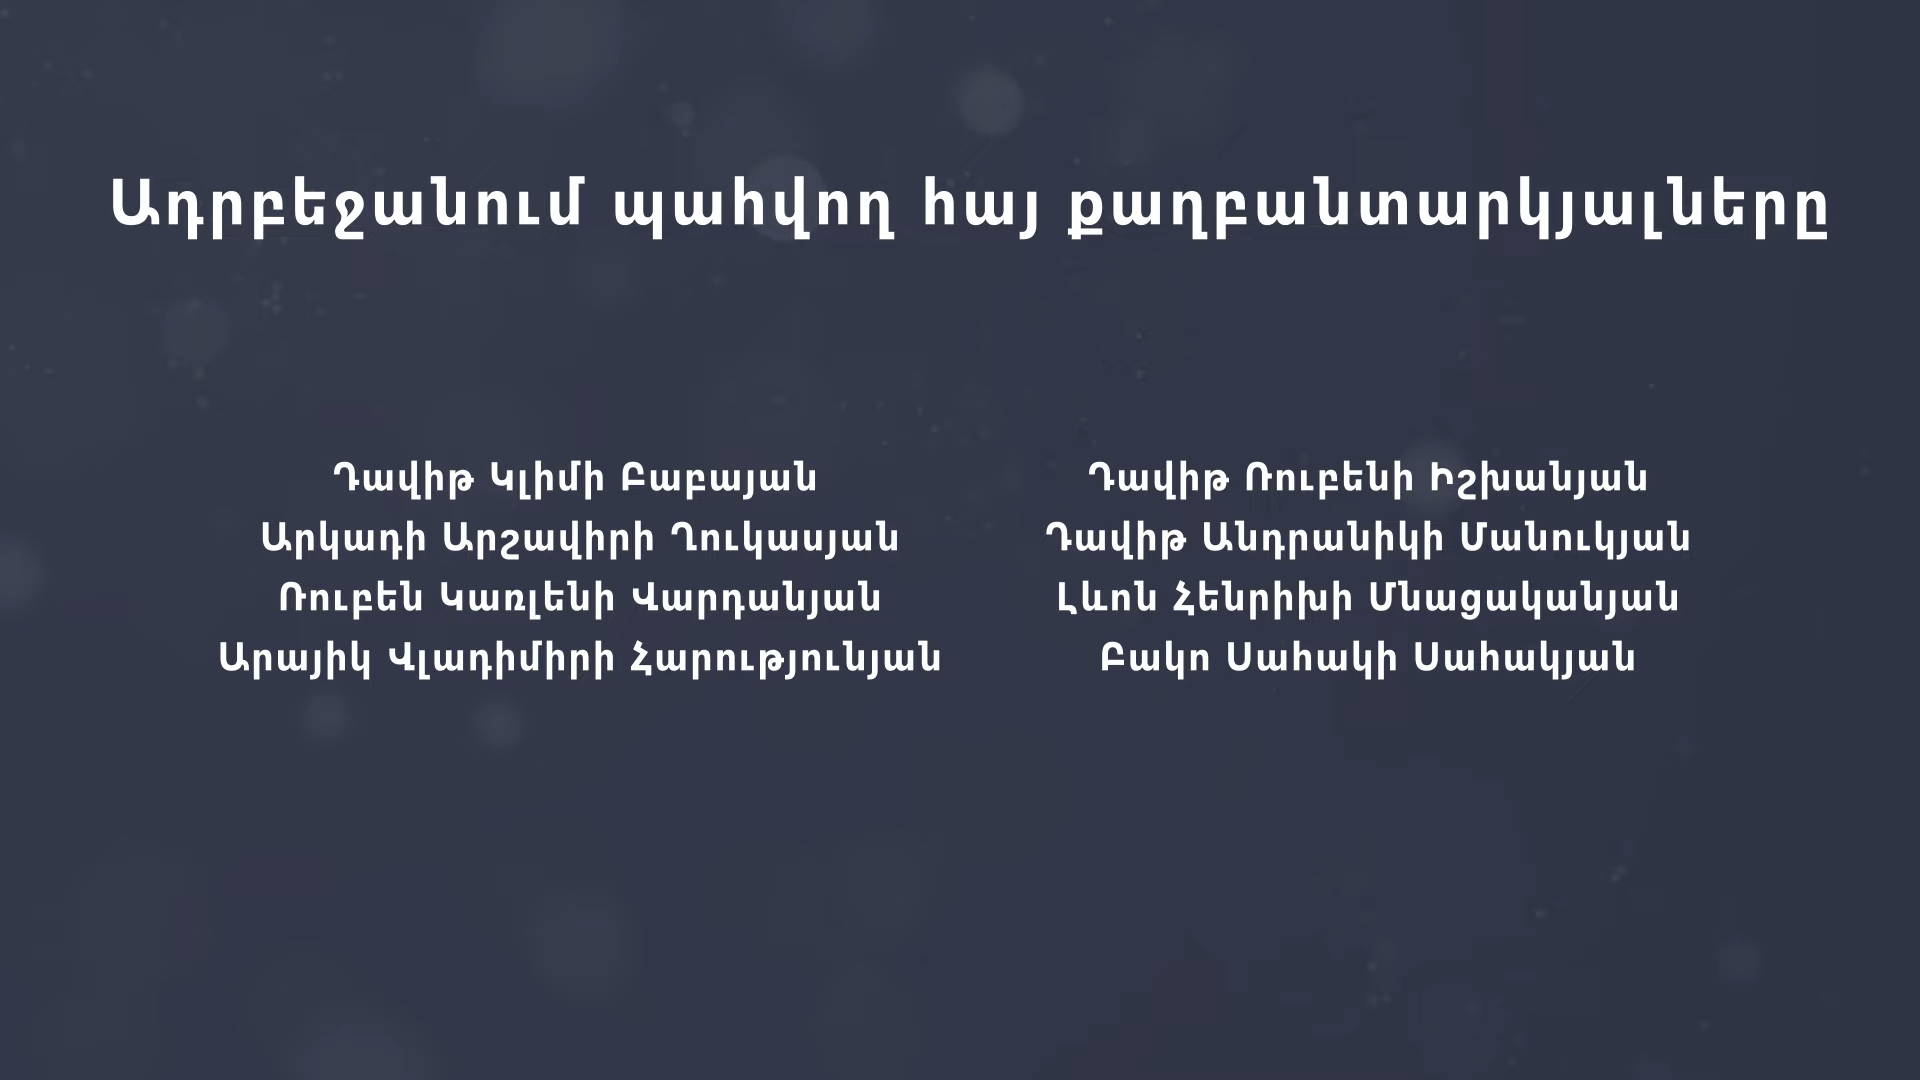 Ադրբեջանում պահվող հայ քաղբանտարկյալները
Դավիթ Կլիմի Բաբայան
Արկադի Արշավիրի Ղուկասյան
Ռուբեն Կառլենի Վարդանյան
Արայիկ Վլադիմիրի Հարությունյան
Դավիթ Ռուբենի Իշխանյան
Դավիթ Անդրանիկի Մանուկյան
Լևոն Հենրիխի Մնացականյան
Բակո Սահակի Սահակյան